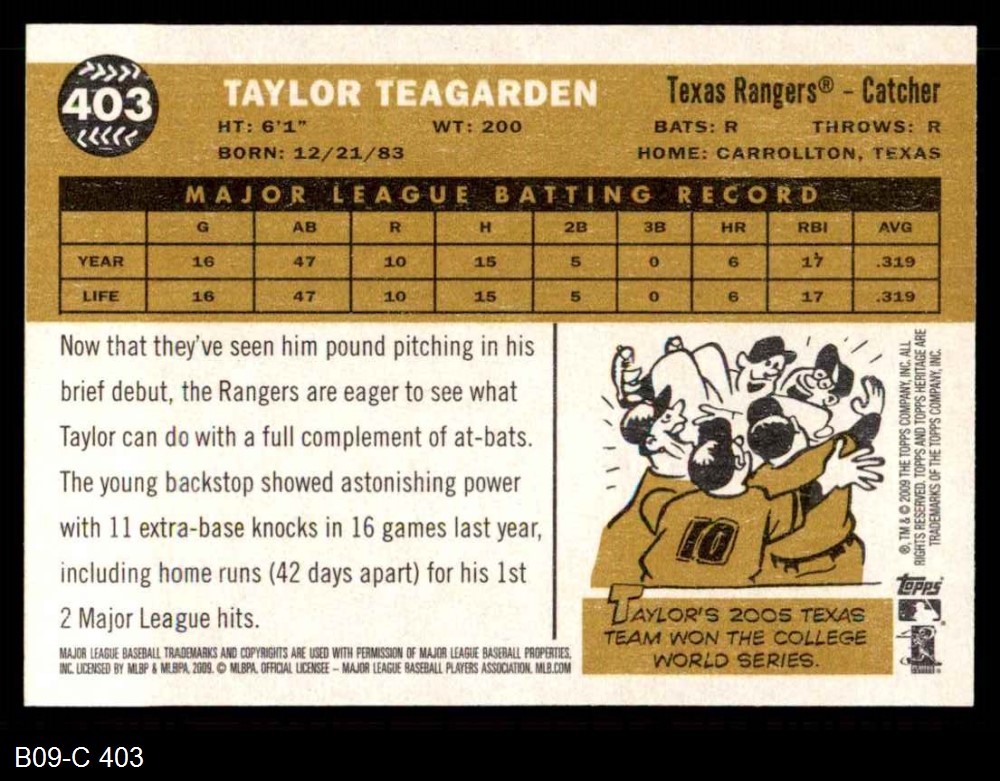 403
TAYLOR TEAGARDEN
Texas Rangers® – Catcher
HT: 6'1" WT: 200 BATS: R THROWS: R
BORN: 12/21/83 HOME: CARROLLTON, TEXAS
MAJOR LEAGUE BATTING RECORD
G AB R H 2B 3B HR RBI AVG
YEAR 16 47 10 15 5 0 6 17 .319
LIFE 16 47 10 15 5 0 6 17 .319
Now that they've seen him pound pitching in his
brief debut, the Rangers are eager to see what
Taylor can do with a full complement of at-bats.
The young backstop showed astonishing power
with 11 extra-base knocks in 16 games last year,
including home runs (42 days apart) for his 1st
2 Major League hits.
MAJOR LEAGUE BASEBALL TRADEMARKS AND COPYRIGHTS ARE USED WITH PERMISSION OF MAJOR LEAGUE BASEBALL PROPERTIES,
INC. LICENSED BY MLBP & MLBPA, 2009. © MLBPA, OFFICIAL LICENSEE – MAJOR LEAGUE BASEBALL PLAYERS ASSOCIATION, MLB.COM
10
TAYLOR'S 2005 TEXAS
TEAM WON THE COLLEGE
WORLD SERIES.
®, TM & © 2009 THE TOPPS COMPANY, INC. ALL
RIGHTS RESERVED. TOPPS AND TOPPS HERITAGE ARE
TRADEMARKS OF THE TOPPS COMPANY, INC.
Topps
B09-C 403